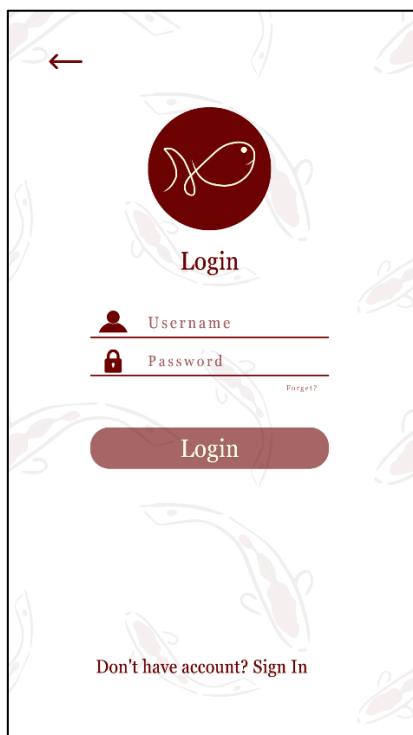 Login
Username
Password
Forget?
Login
Don't have account? Sign In